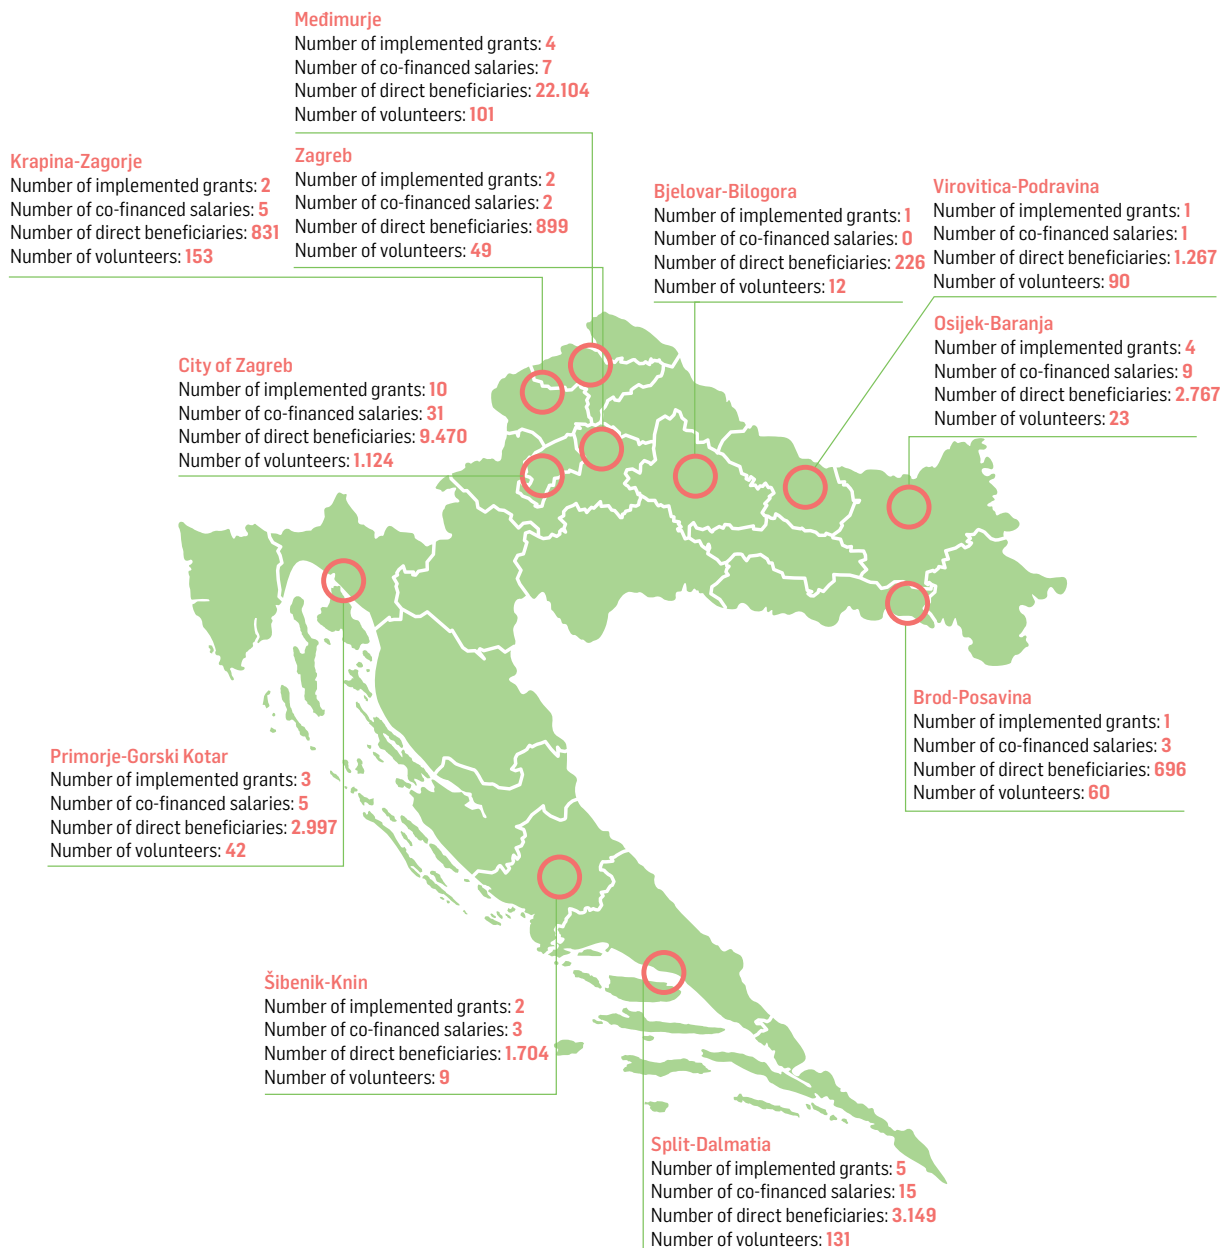 Međimurje
Number of implemented grants: 4
Number of co-financed salaries: 7
Number of direct beneficiaries: 22.104
Number of volunteers: 101
Krapina-Zagorje
Number of implemented grants: 2
Number of co-financed salaries: 5
Number of direct beneficiaries: 831
Number of volunteers: 153
Zagreb
Number of implemented grants: 2
Number of co-financed salaries: 2
Number of direct beneficiaries: 899
Number of volunteers: 49
Bjelovar-Bilogora
Number of implemented grants: 1
Number of co-financed salaries: 0
Number of direct beneficiaries: 226
Number of volunteers: 12
Virovitica-Podravina
Number of implemented grants: 1
Number of co-financed salaries: 1
Number of direct beneficiaries: 1.267
Number of volunteers: 90
Osijek-Baranja
Number of implemented grants: 4
Number of co-financed salaries: 9
Number of direct beneficiaries: 2.767
Number of volunteers: 23
City of Zagreb
Number of implemented grants: 10
Number of co-financed salaries: 31
Number of direct beneficiaries: 9.470
Number of volunteers: 1.124
Brod-Posavina
Number of implemented grants: 1
Number of co-financed salaries: 3
Number of direct beneficiaries: 696
Number of volunteers: 60
Primorje-Gorski Kotar
Number of implemented grants: 3
Number of co-financed salaries: 5
Number of direct beneficiaries: 2.997
Number of volunteers: 42
Šibenik-Knin
Number of implemented grants: 2
Number of co-financed salaries: 3
Number of direct beneficiaries: 1.704
Number of volunteers: 9
Split-Dalmatia
Number of implemented grants: 5
Number of co-financed salaries: 15
Number of direct beneficiaries: 3.149
Number of volunteers: 131